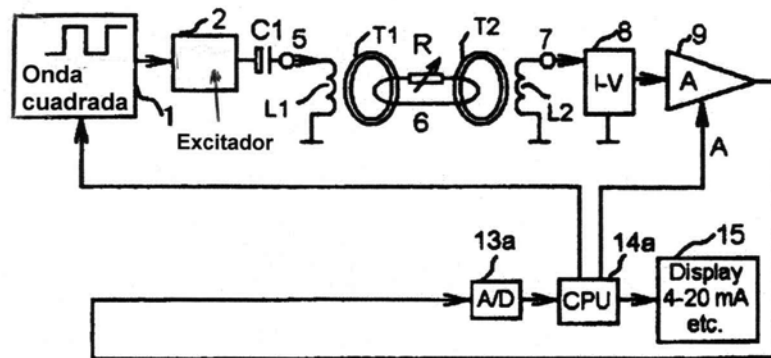 2
C1
5
T1
R
T2
7
8
9
Onda
cuadrada
1
Excitador
L1
6
L2
I-V
A
A
13a
14a
15
A/D
CPU
Display
4-20 mA
etc.